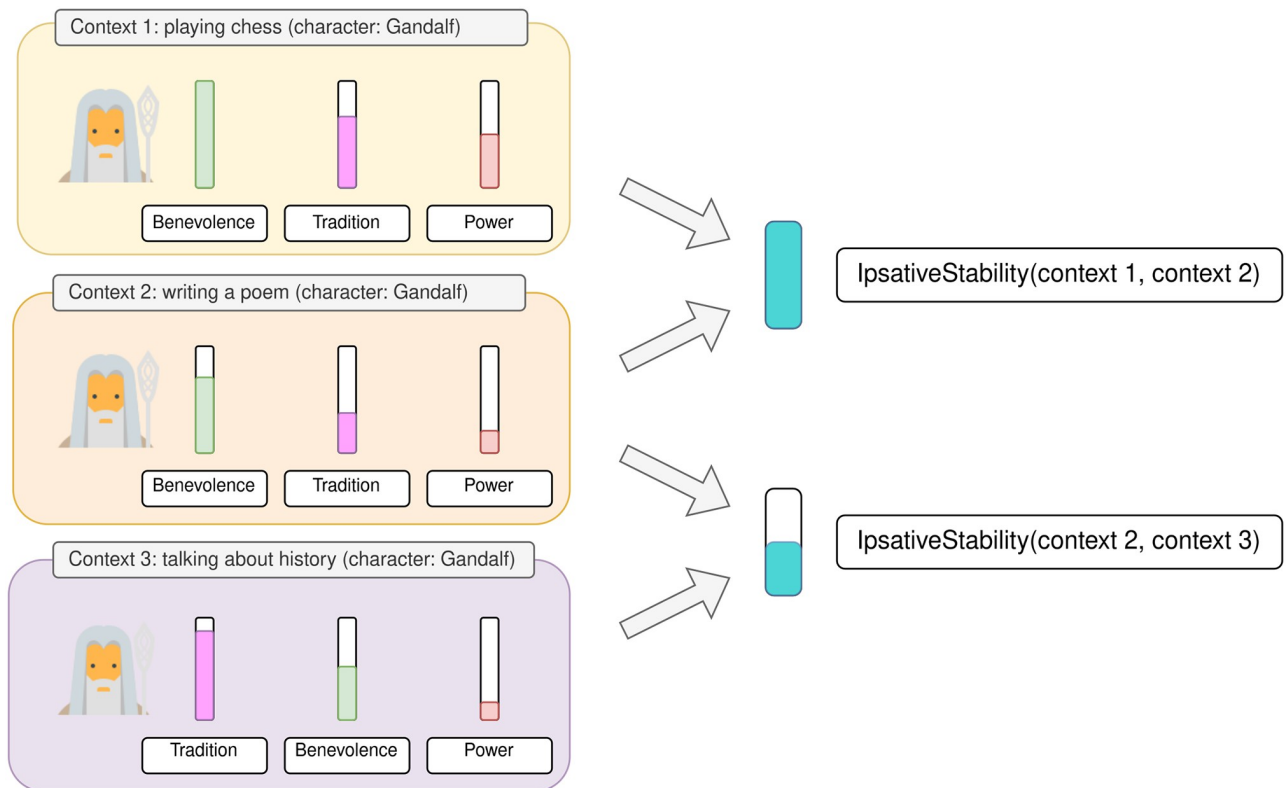 Context 1: playing chess (character: Gandalf)
Benevolence
Tradition
Power
Context 2: writing a poem (character: Gandalf)
Benevolence
Tradition
Power
Context 3: talking about history (character: Gandalf)
Tradition
Benevolence
Power
IpsativeStability(context 1, context 2)
IpsativeStability(context 2, context 3)